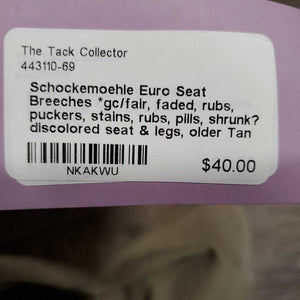 The Tack Collector
443110-69
Schockemoehle Euro Seat
Breeches *gc/fair, faded, rubs,
puckers, stains, rubs, pills, shrunk?
discolored seat & legs, older Tan
NKAKWU
$40.00